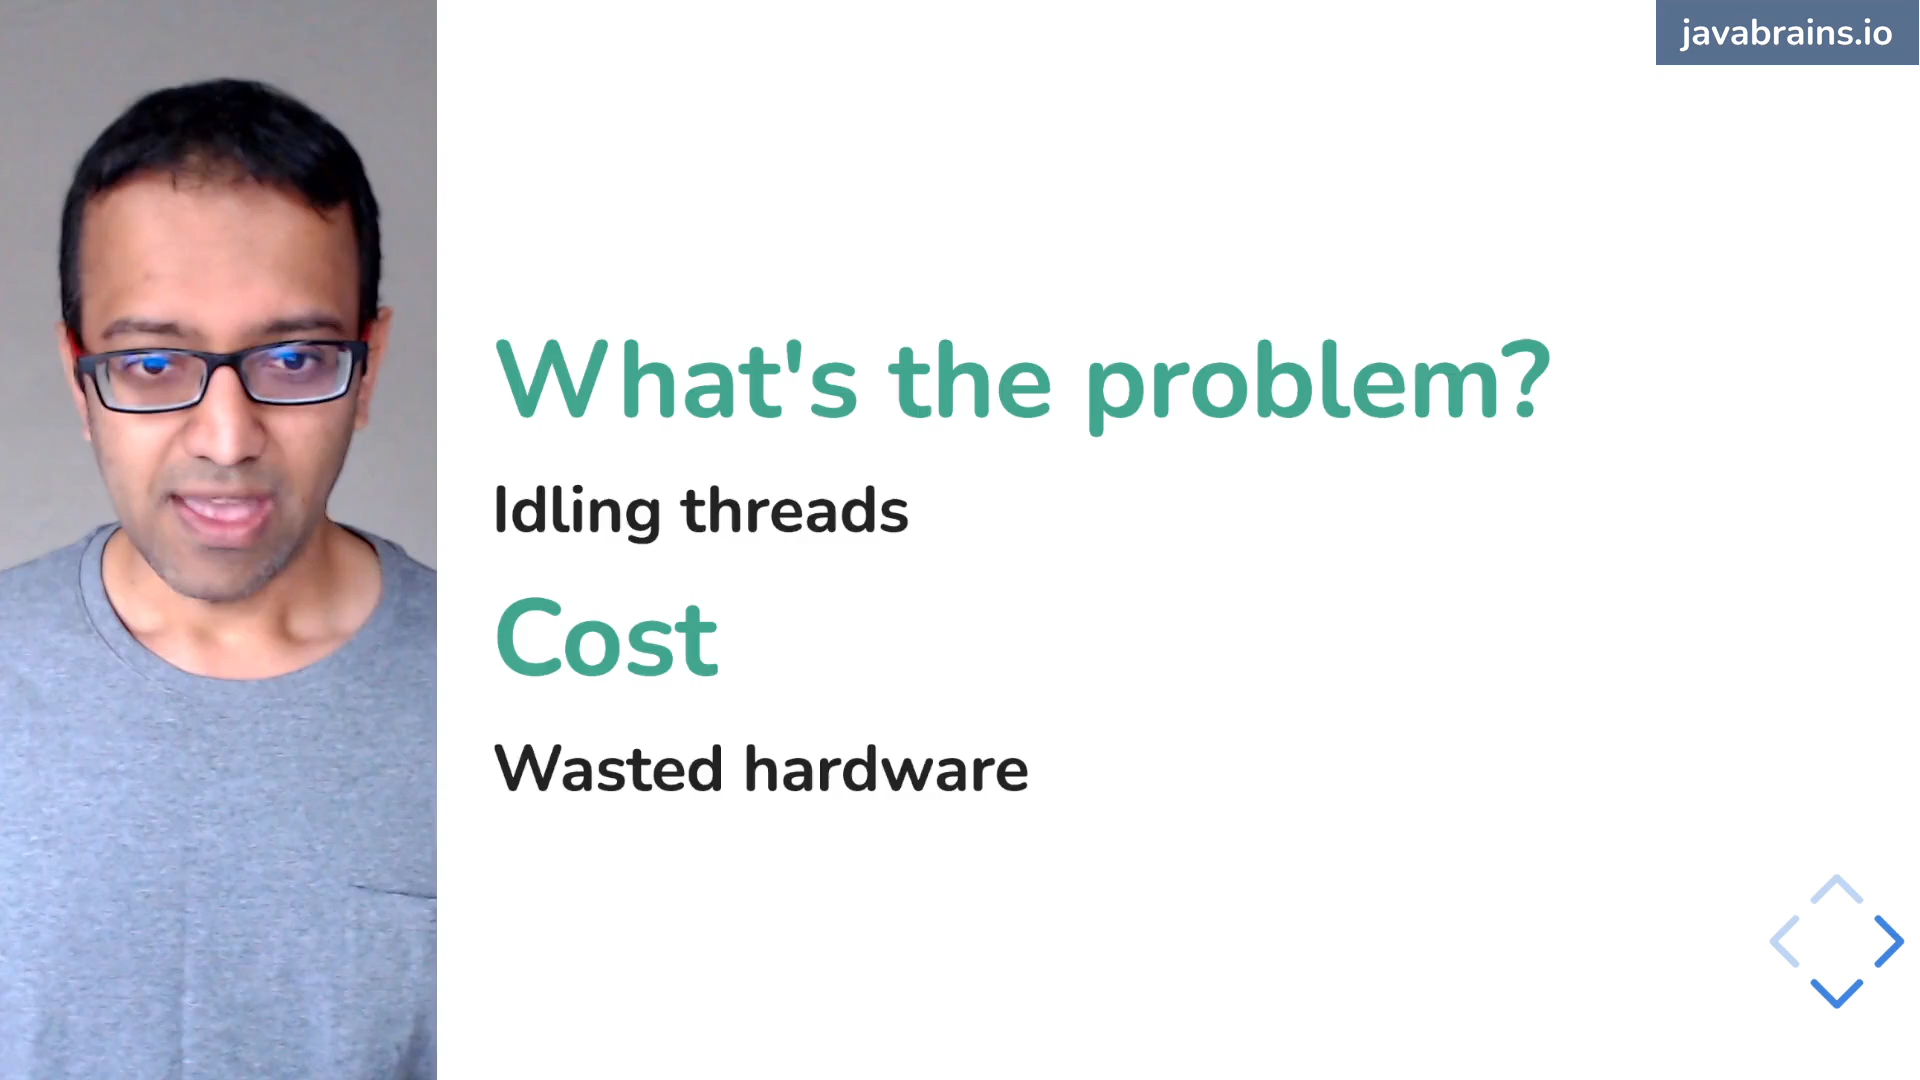 javabrains.io
What's the problem?
Idling threads
Cost
Wasted hardware